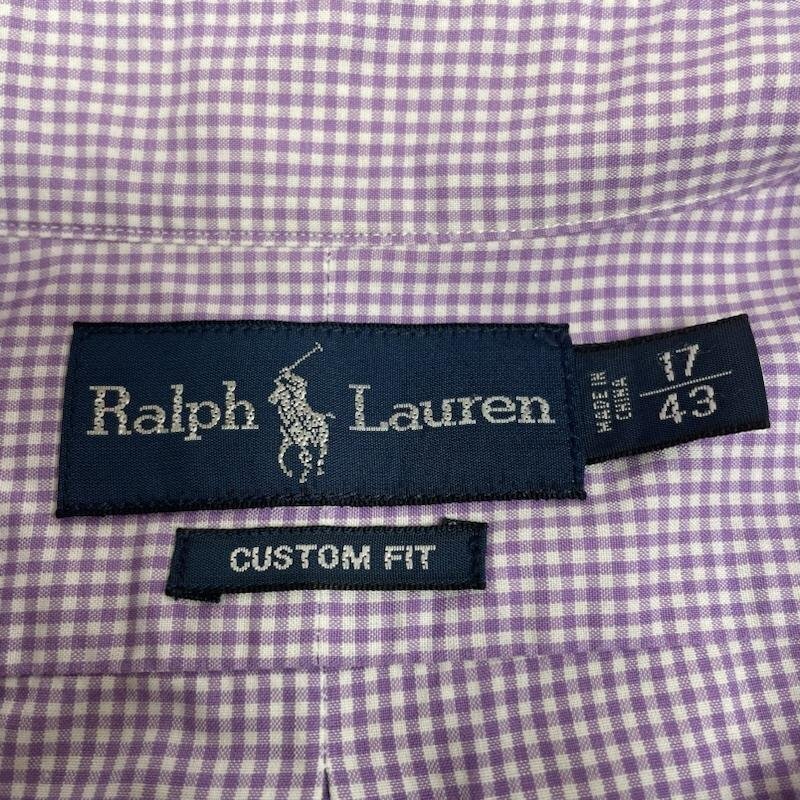 Ralph Lauren
MADE IN
CHINA
17
43
CUSTOM FIT